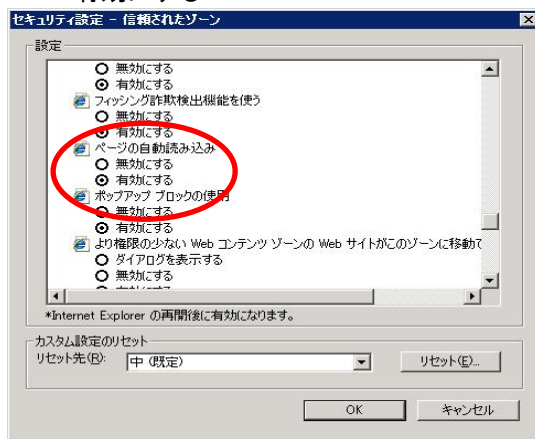 セキュリティ設定 - 信頼されたゾーン
設定
無効にする
有効にする
フィッシング詐欺検出機能を使う
無効にする
有効にする
ページの自動読み込み
無効にする
有効にする
ポップアップ ブロックの使用
無効にする
有効にする
より権限の少ない Web コンテンツ ゾーンの Web サイトがこのゾーンに移動
ダイアログを表示する
無効にする
*Internet Explorer の再開後に有効になります。
カスタム設定のリセット
リセット先(R):
中 (既定)
リセット(E)...
OK
キャンセル